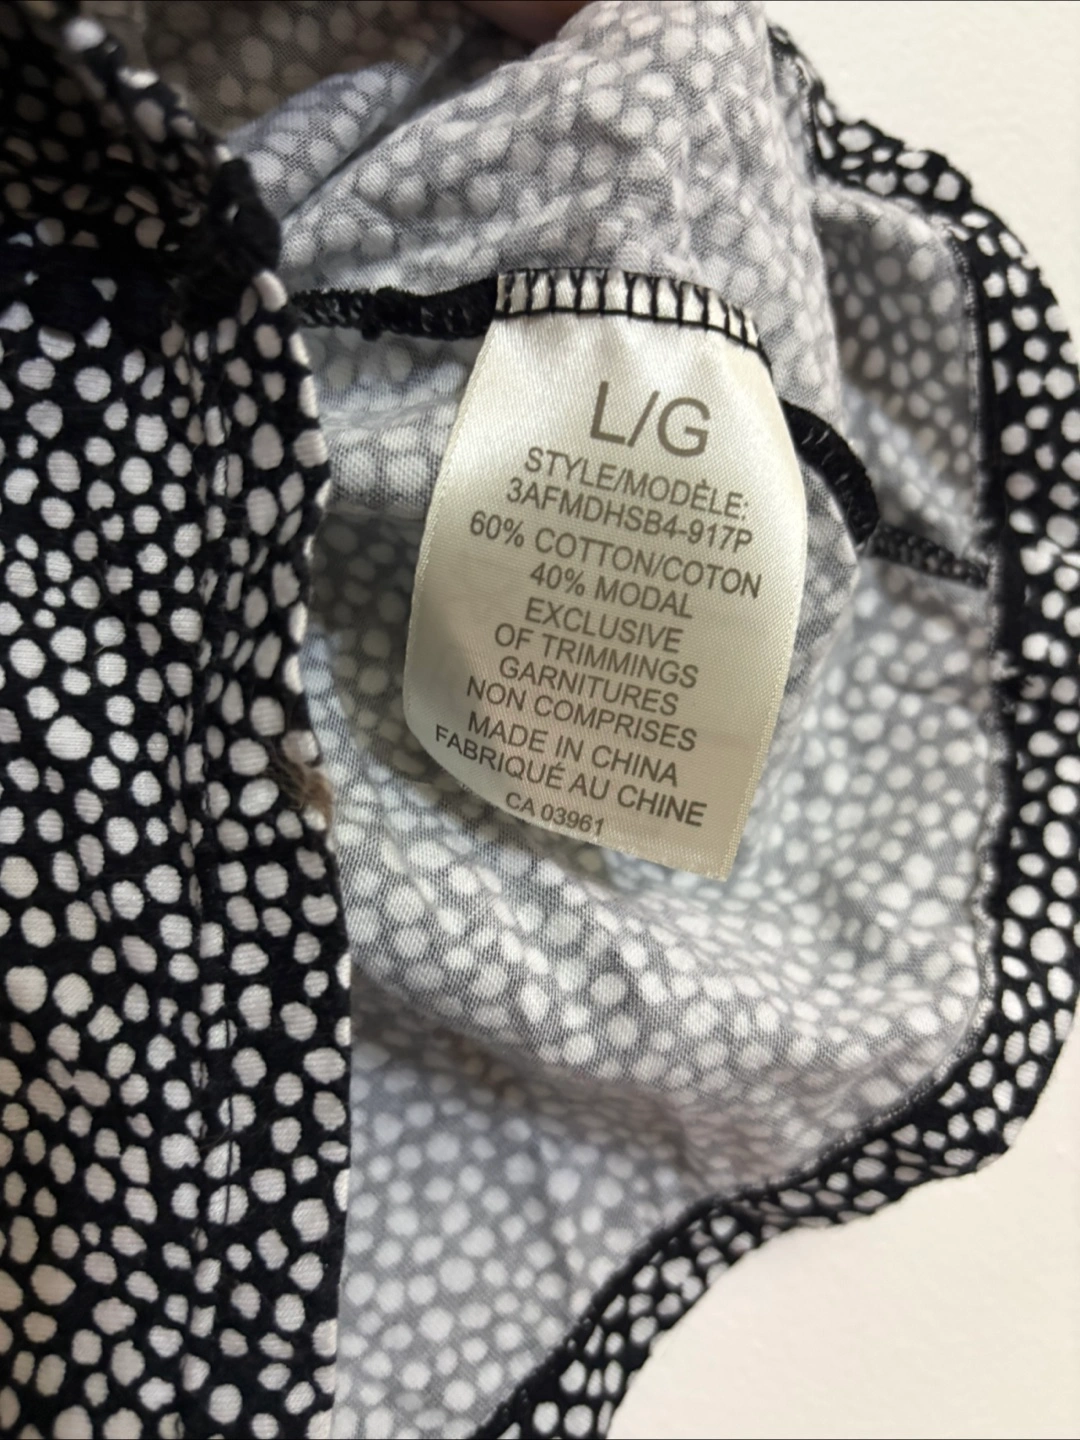 L/G
STYLE/MODÈLE:
3AFMDHSB4-917P
60% COTTON/COTON
40% MODAL
EXCLUSIVE
OF TRIMMINGS
GARNITURES
NON COMPRISES
MADE IN CHINA
FABRIQUÉ AU CHINE
CA 03961